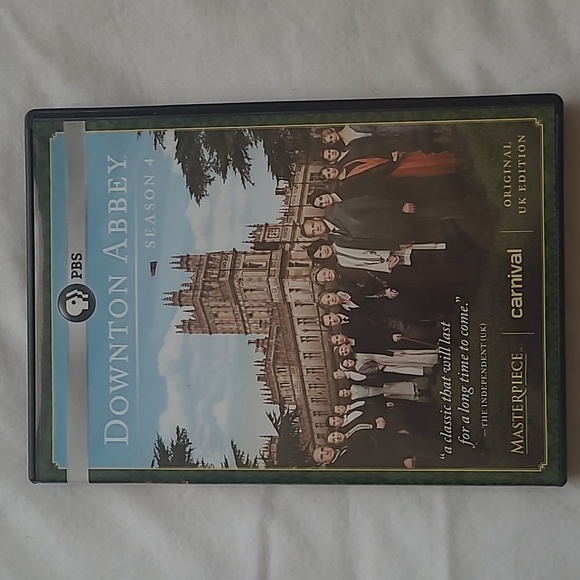 PBS
DOWNTON ABBEY
SEASON 4
“a classic that will last
for a long time to come.”
—THE INDEPENDENT (UK)
MASTERPIECE
carnival
ORIGINAL
UK EDITION